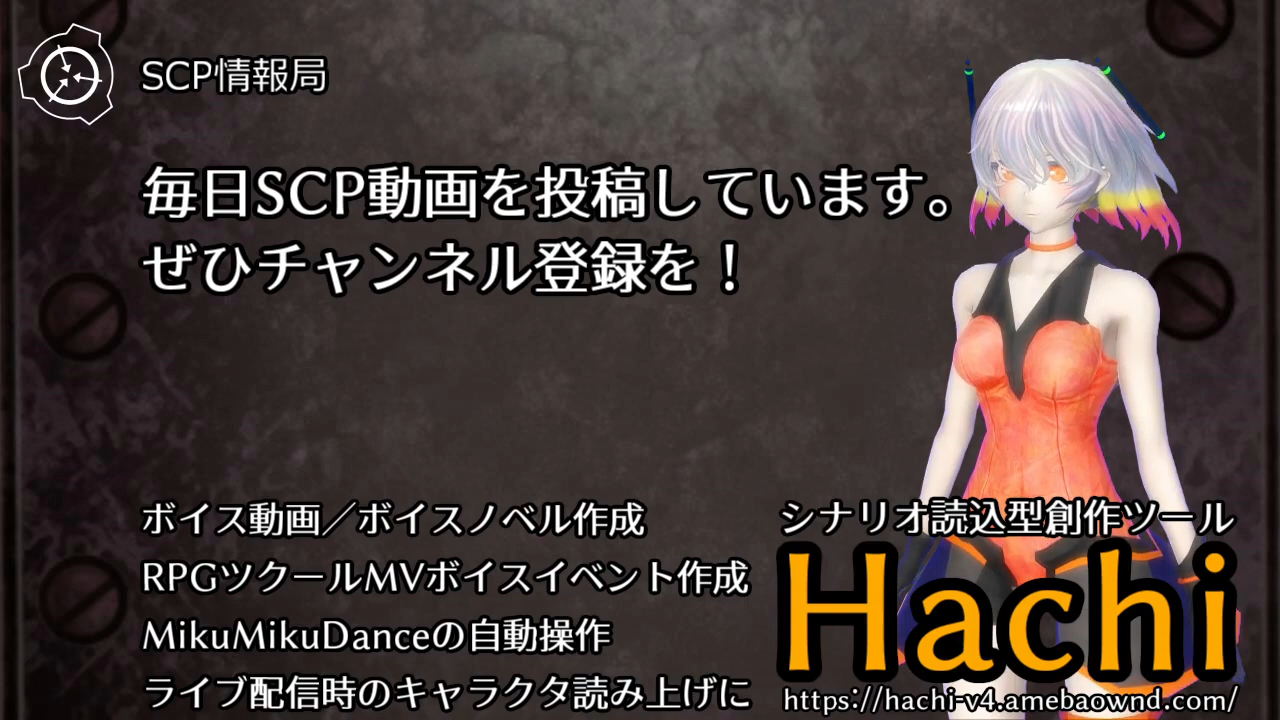 SCP情報局
毎日SCP動画を投稿しています。
ぜひチャンネル登録を！
ボイス動画／ボイスノベル作成
RPGツクールMVボイスイベント作成
MikuMikuDanceの自動操作
ライブ配信時のキャラクタ読み上げに
シナリオ読込型創作ツール
Hachi
https://hachi-v4.amebaownd.com/